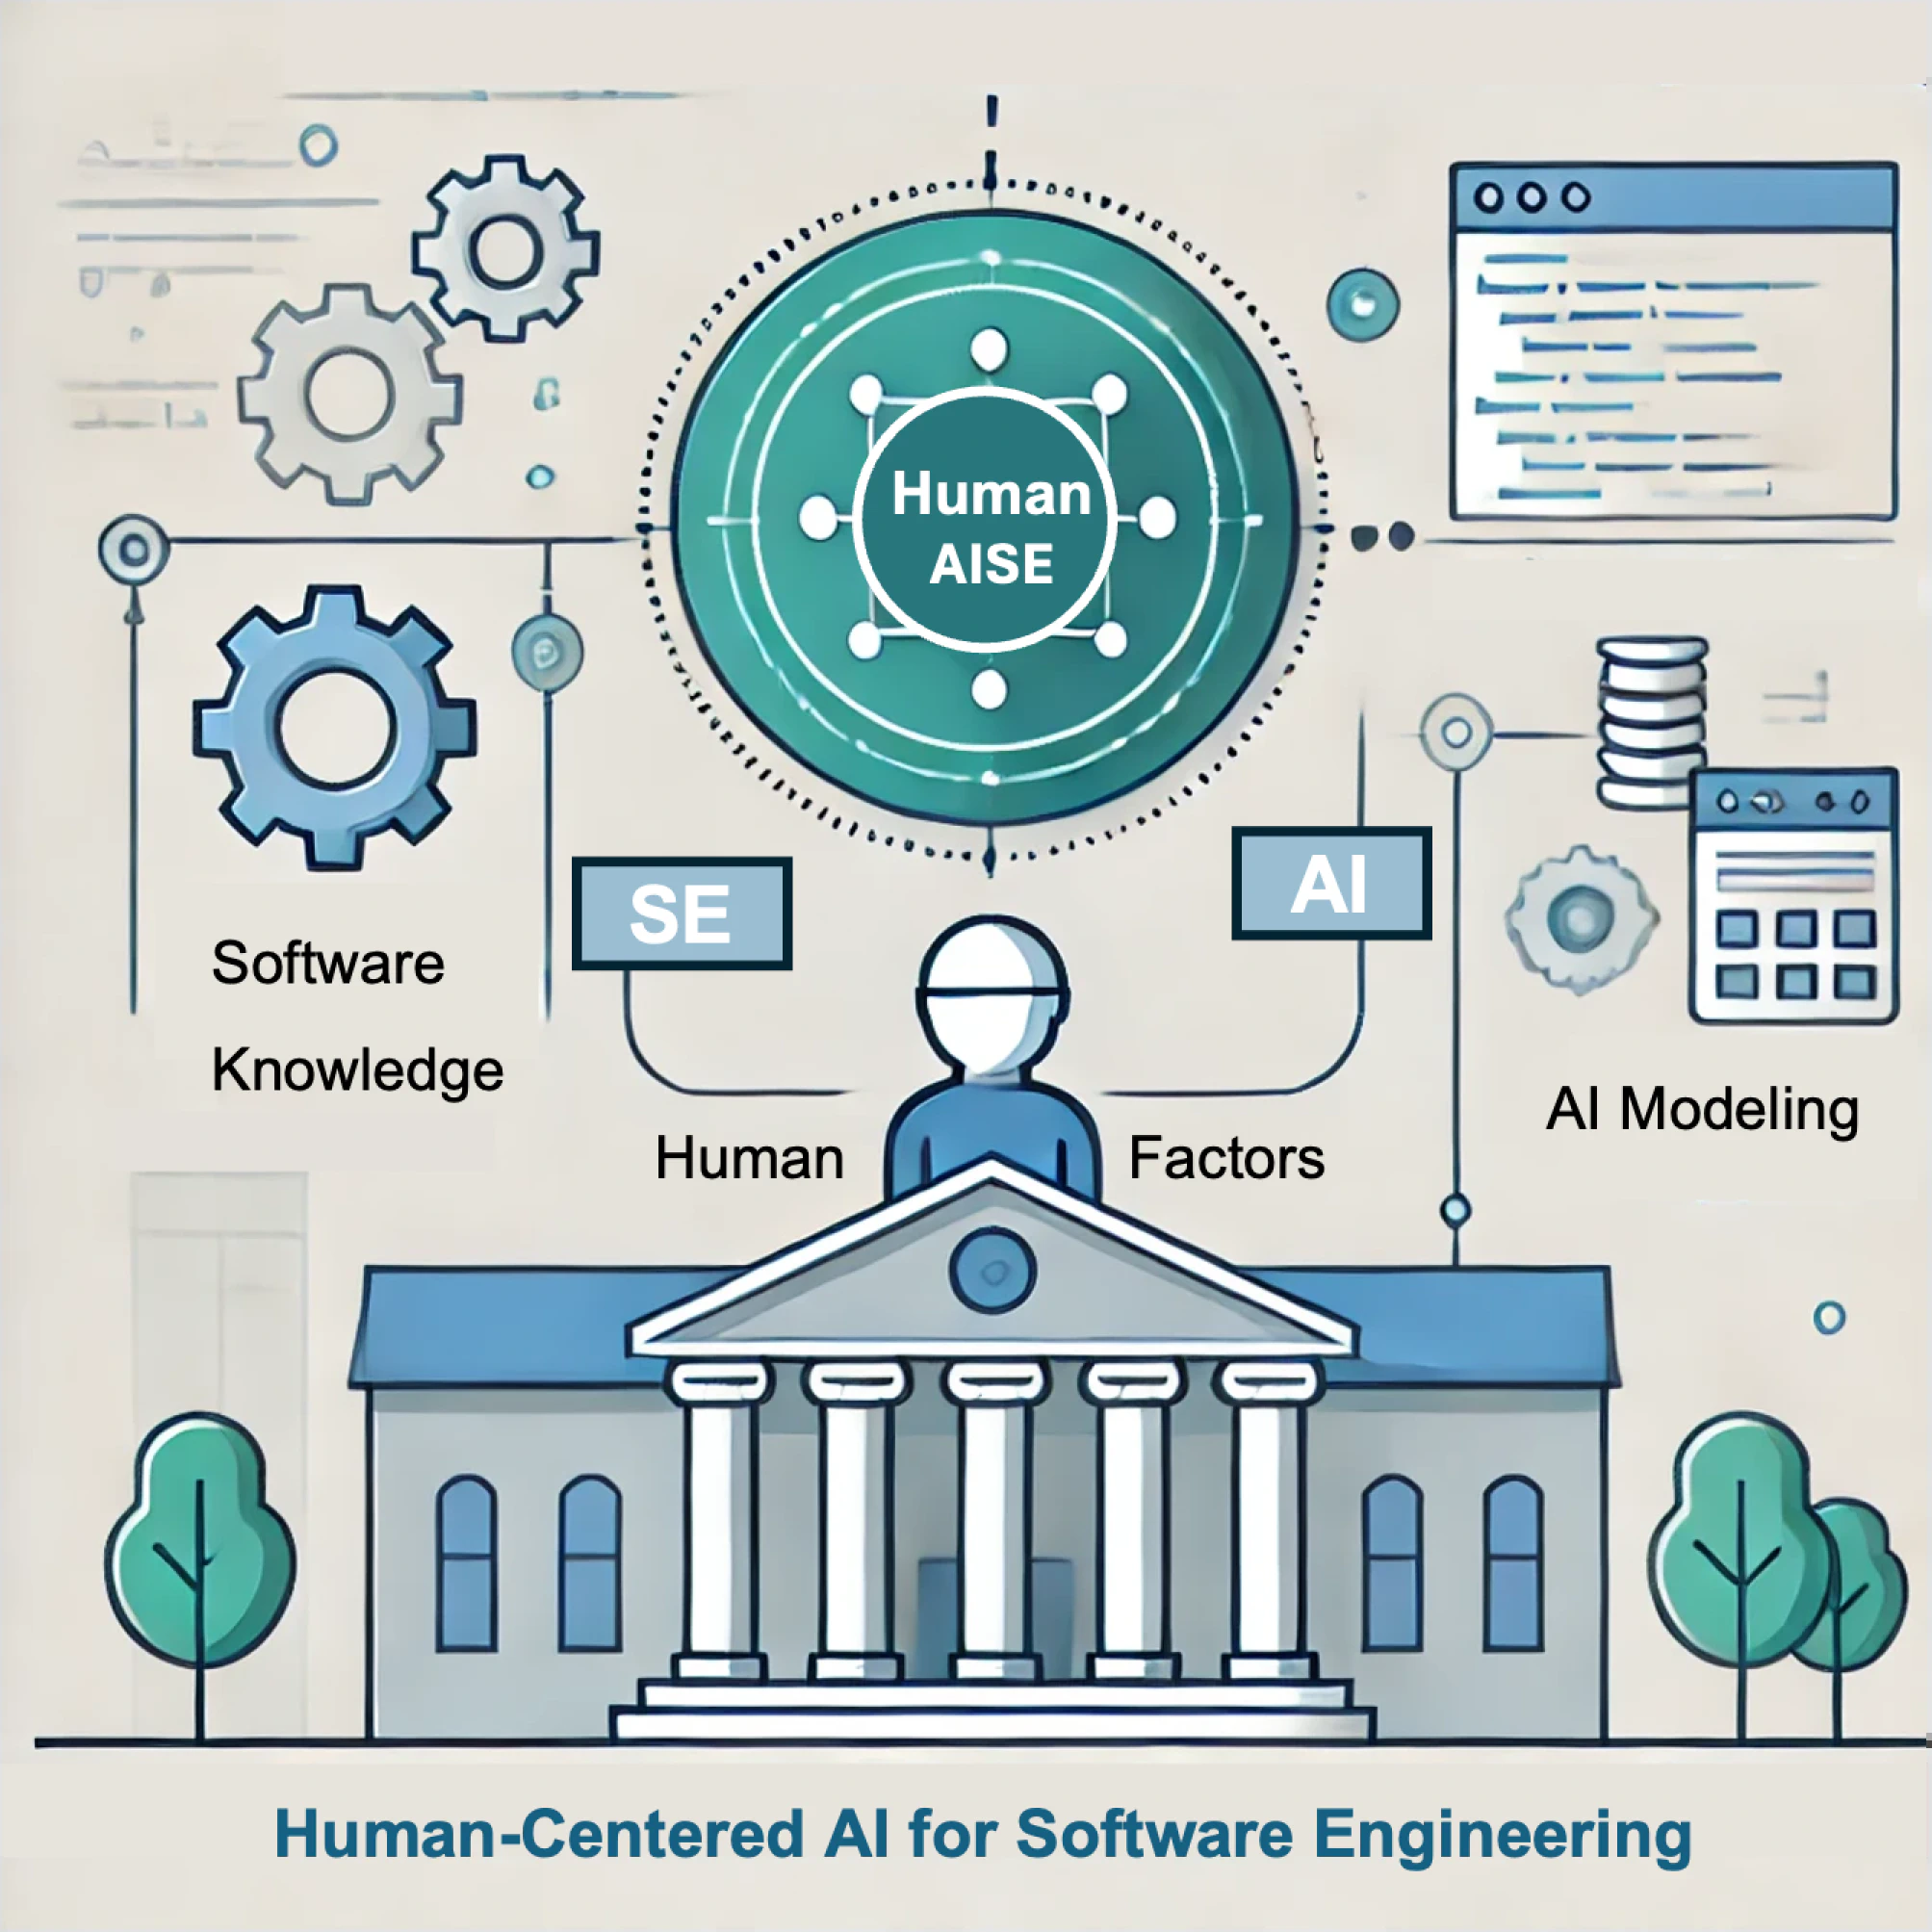 Human
AISE
SE
AI
Software
Knowledge
AI Modeling
Human Factors
Human-Centered AI for Software Engineering